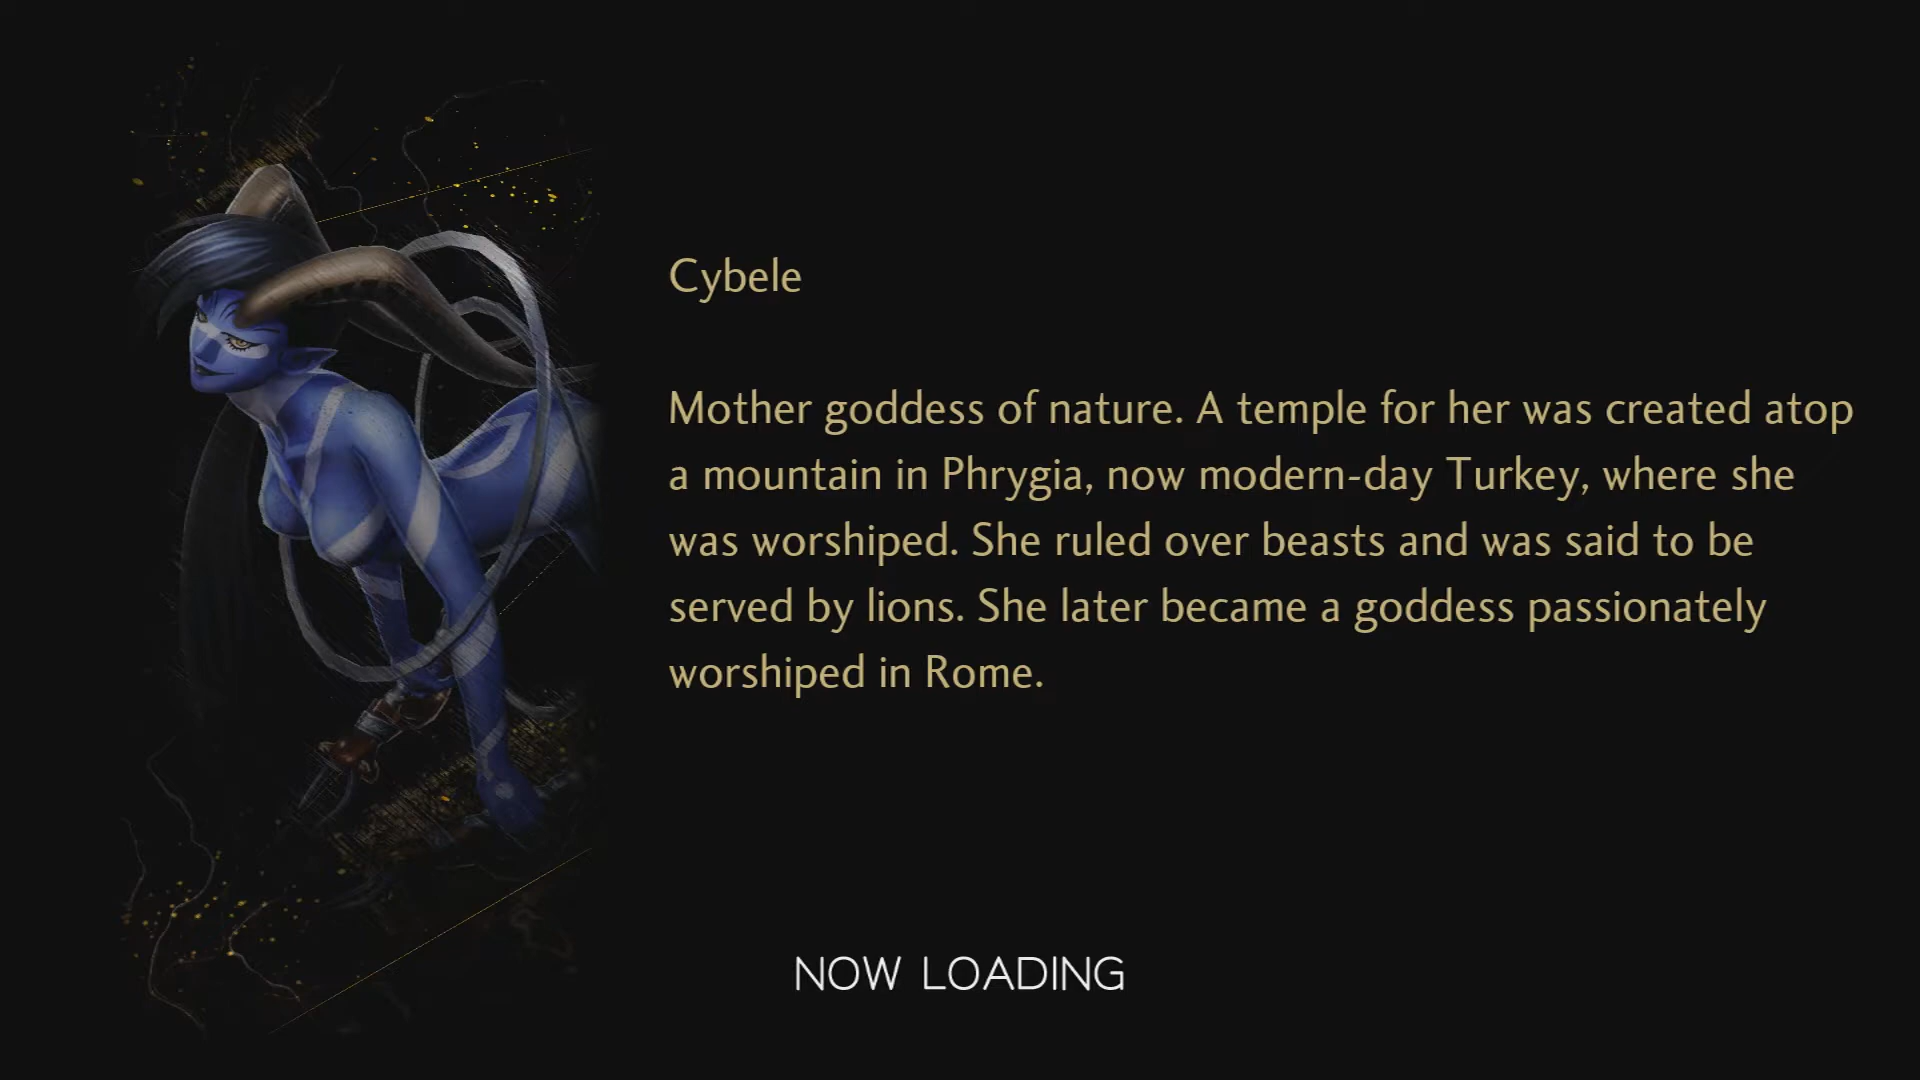 Cybele
Mother goddess of nature. A temple for her was created atop
a mountain in Phrygia, now modern-day Turkey, where she
was worshiped. She ruled over beasts and was said to be
served by lions. She later became a goddess passionately
worshiped in Rome.
NOW LOADING